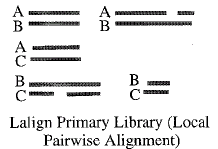 A A
B B
A
C
B B
C C
Lalign Primary Library (Local
Pairwise Alignment)